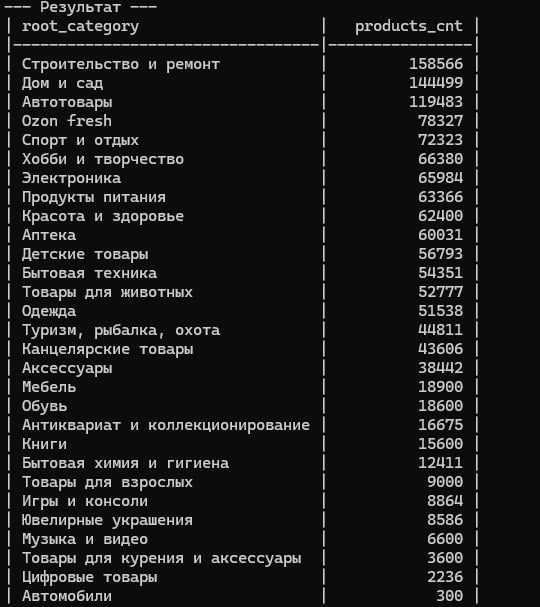 --- Результат ---
| root_category | products_cnt |
|---------------------------------|---------------|
| Строительство и ремонт | 158566 |
| Дом и сад | 144499 |
| Автотовары | 119483 |
| Ozon fresh | 78327 |
| Спорт и отдых | 72323 |
| Хобби и творчество | 66380 |
| Электроника | 65984 |
| Продукты питания | 63366 |
| Красота и здоровье | 62400 |
| Аптека | 60031 |
| Детские товары | 56793 |
| Бытовая техника | 54351 |
| Товары для животных | 52777 |
| Одежда | 51538 |
| Туризм, рыбалка, охота | 44811 |
| Канцелярские товары | 43606 |
| Аксессуары | 38442 |
| Мебель | 18900 |
| Обувь | 18600 |
| Антиквариат и коллекционирование | 16675 |
| Книги | 15600 |
| Бытовая химия и гигиена | 12411 |
| Товары для взрослых | 9000 |
| Игры и консоли | 8864 |
| Ювелирные украшения | 8586 |
| Музыка и видео | 6600 |
| Товары для курения и аксессуары | 3600 |
| Цифровые товары | 2236 |
| Автомобили | 300 |